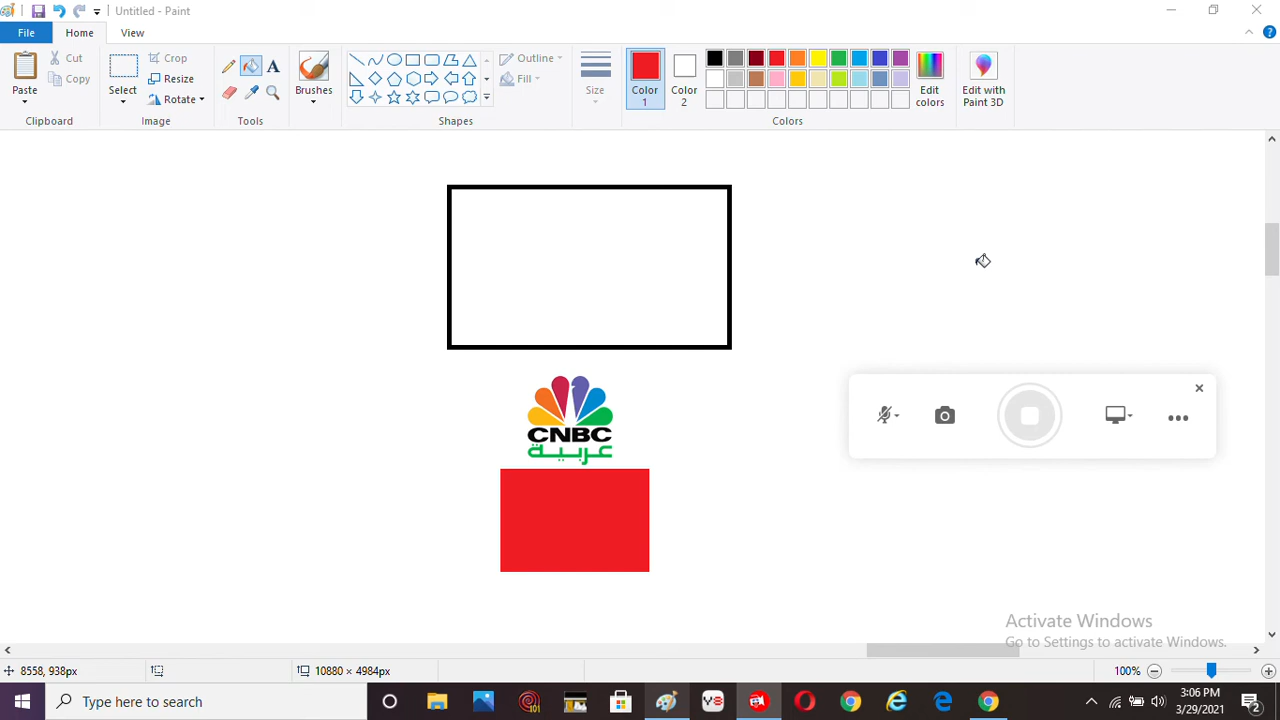 Untitled - Paint
File
Home
View
Paste
Cut
Copy
Clipboard
Select
Crop
Resize
Rotate
Image
A
Tools
Brushes
Outline
Fill
Shapes
Size
Color 1
Color 2
Edit colors
Colors
Edit with Paint 3D
CNBC
عربية
Activate Windows
Go to Settings to activate Windows.
8558, 938px
10880 × 4984px
100%
Type here to search
101
3:06 PM
3/29/2021
2